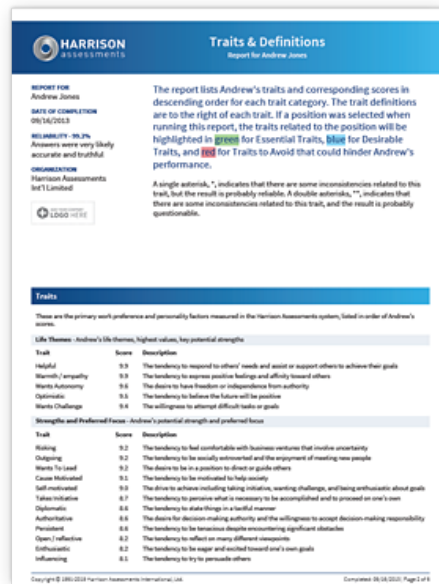 HARRISON
assessments
Traits & Definitions
Report for Andrew Jones
REPORT FOR
Andrew Jones
DATE OF COMPLETION
09/16/2013
RELIABILITY - 99.2%
Answers were very likely
accurate and truthful
ORGANIZATION
Harrison Assessments
Int'l Limited
LOGO HERE
The report lists Andrew's traits and corresponding scores in
descending order for each trait category. The trait definitions
are to the right of each trait. If a position was selected when
running this report, the traits related to the position will be
highlighted in green for Essential Traits, blue for Desirable
Traits, and red for Traits to Avoid that could hinder Andrew's
performance.
A single asterisk, *, indicates that there are some inconsistencies related to this
trait, but the result is probably reliable. A double asterisks, **, indicates that
there are some inconsistencies related to this trait, and the result is probably
questionable.
Traits
These are the primary work preference and personality factors measured in the Harrison Assessments system, listed in order of Andrew's
scores.
Life Themes - Andrew's life themes, highest values, key potential strengths
Trait Score Description
Helpful 9.9 The tendency to respond to others' needs and assist or support others to achieve their goals
Warmth / empathy 9.9 The tendency to express positive feelings and affinity toward others
Wants Autonomy 9.6 The desire to have freedom or independence from authority
Optimistic 9.5 The tendency to believe the future will be positive
Wants Challenge 9.4 The willingness to attempt difficult tasks or goals
Strengths and Preferred Focus - Andrew's potential strength and preferred focus
Trait Score Description
Risking 9.2 The tendency to feel comfortable with business ventures that involve uncertainty
Outgoing 9.2 The tendency to be socially extroverted and the enjoyment of meeting new people
Wants To Lead 9.2 The desire to be in a position to direct or guide others
Cause Motivated 9.1 The tendency to be motivated to help society
Self-motivated 9.0 The drive to achieve including taking initiative, wanting challenge, and being enthusiastic about goals
Takes Initiative 8.7 The tendency to perceive what is necessary to be accomplished and to proceed on one's own
Diplomatic 8.6 The tendency to state things in a tactful manner
Authoritative 8.6 The desire for decision-making authority and the willingness to accept decision-making responsibility
Persistent 8.6 The tendency to be tenacious despite encountering significant obstacles
Open / reflective 8.2 The tendency to reflect on many different viewpoints
Enthusiastic 8.2 The tendency to be eager and excited toward one's own goals
Influencing 8.1 The tendency to try to persuade others
Harrison Assessments International, Ltd.